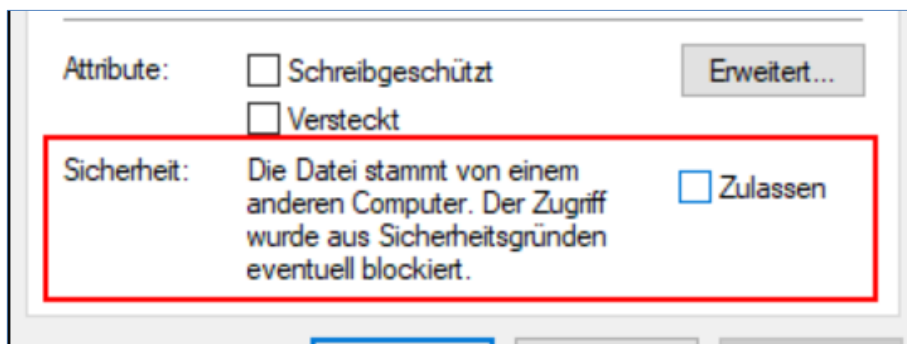 Attribute: Schreibgeschützt Erweitert...
Versteckt
Sicherheit: Die Datei stammt von einem
anderen Computer. Der Zugriff
wurde aus Sicherheitsgründen
eventuell blockiert.
Zulassen